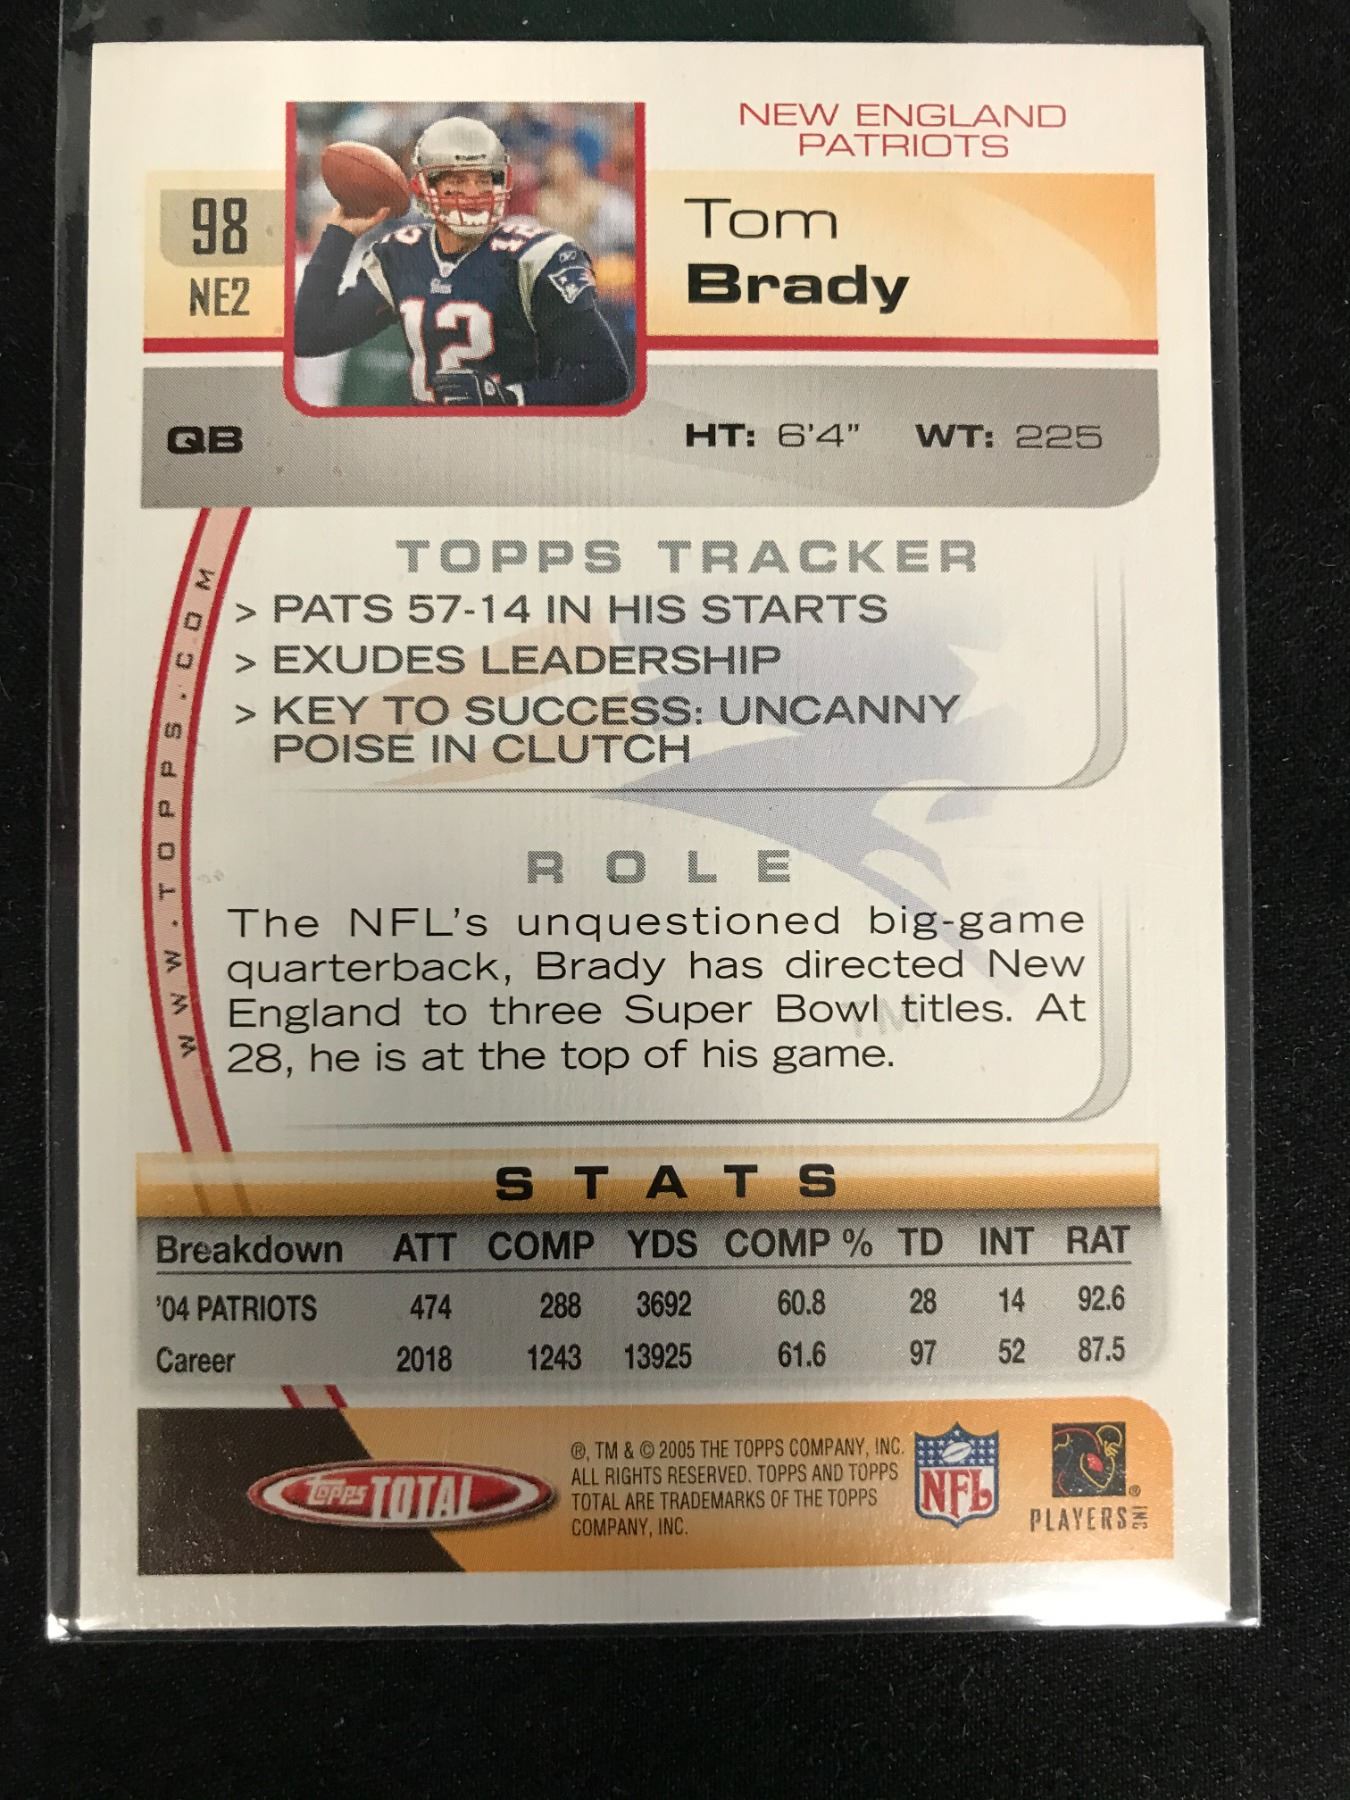 NEW ENGLAND
PATRIOTS
98
NE2
Tom
Brady
12
12
QB
HT: 6'4" WT: 225
TOPPS TRACKER
> PATS 57-14 IN HIS STARTS
> EXUDES LEADERSHIP
> KEY TO SUCCESS: UNCANNY
POISE IN CLUTCH
WWW.TOPPS.COM
ROLE
The NFL's unquestioned big-game
quarterback, Brady has directed New
England to three Super Bowl titles. At
28, he is at the top of his game.
TM
STATS
Breakdown ATT COMP YDS COMP % TD INT RAT
'04 PATRIOTS 474 288 3692 60.8 28 14 92.6
Career 2018 1243 13925 61.6 97 52 87.5
topps TOTAL
®, TM & © 2005 THE TOPPS COMPANY, INC.
ALL RIGHTS RESERVED. TOPPS AND TOPPS
TOTAL ARE TRADEMARKS OF THE TOPPS
COMPANY, INC.
NFL
®
PLAYERS INC